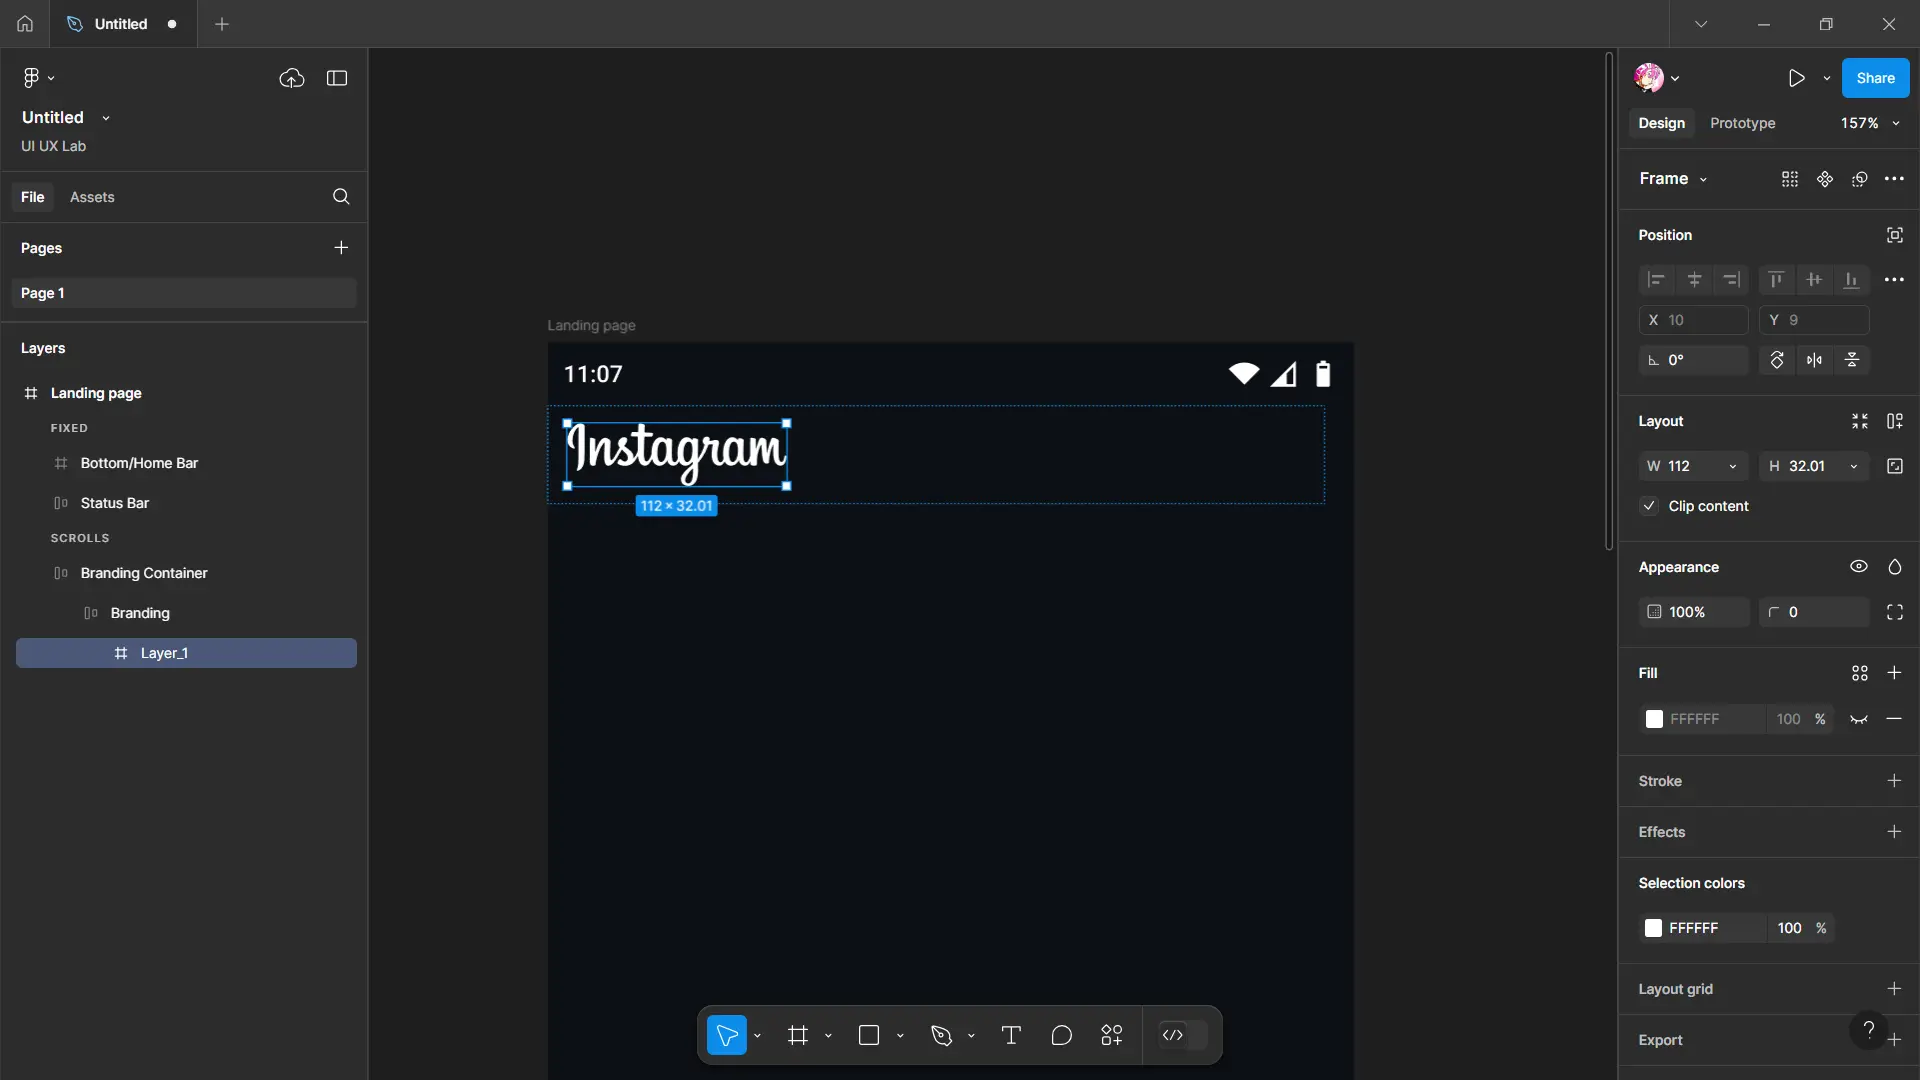 Untitled
Untitled
UI UX Lab
File
Assets
Pages
Page 1
Layers
Landing page
FIXED
Bottom/Home Bar
Status Bar
SCROLLS
Branding Container
Branding
Layer_1
Landing page
11:07
Instagram
112 × 32.01
Share
Design
Prototype
157%
Frame
Position
X 10
Y 9
0°
Layout
W 112
H 32.01
Clip content
Appearance
100%
0
Fill
FFFFFF 100 %
Stroke
Effects
Selection colors
FFFFFF 100 %
Layout grid
Export
?